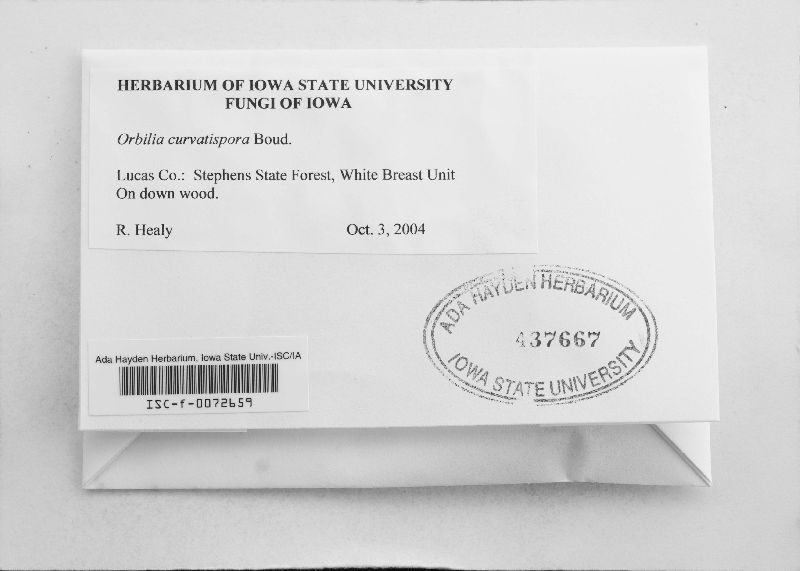 HERBARIUM OF IOWA STATE UNIVERSITY
FUNGI OF IOWA
Orbilia curvatispora Boud.
Lucas Co.: Stephens State Forest, White Breast Unit
On down wood.
R. Healy Oct. 3, 2004
ADA HAYDEN HERBARIUM
437667
IOWA STATE UNIVERSITY
Ada Hayden Herbarium, Iowa State Univ.-ISC/IA
ISC-f-0072659